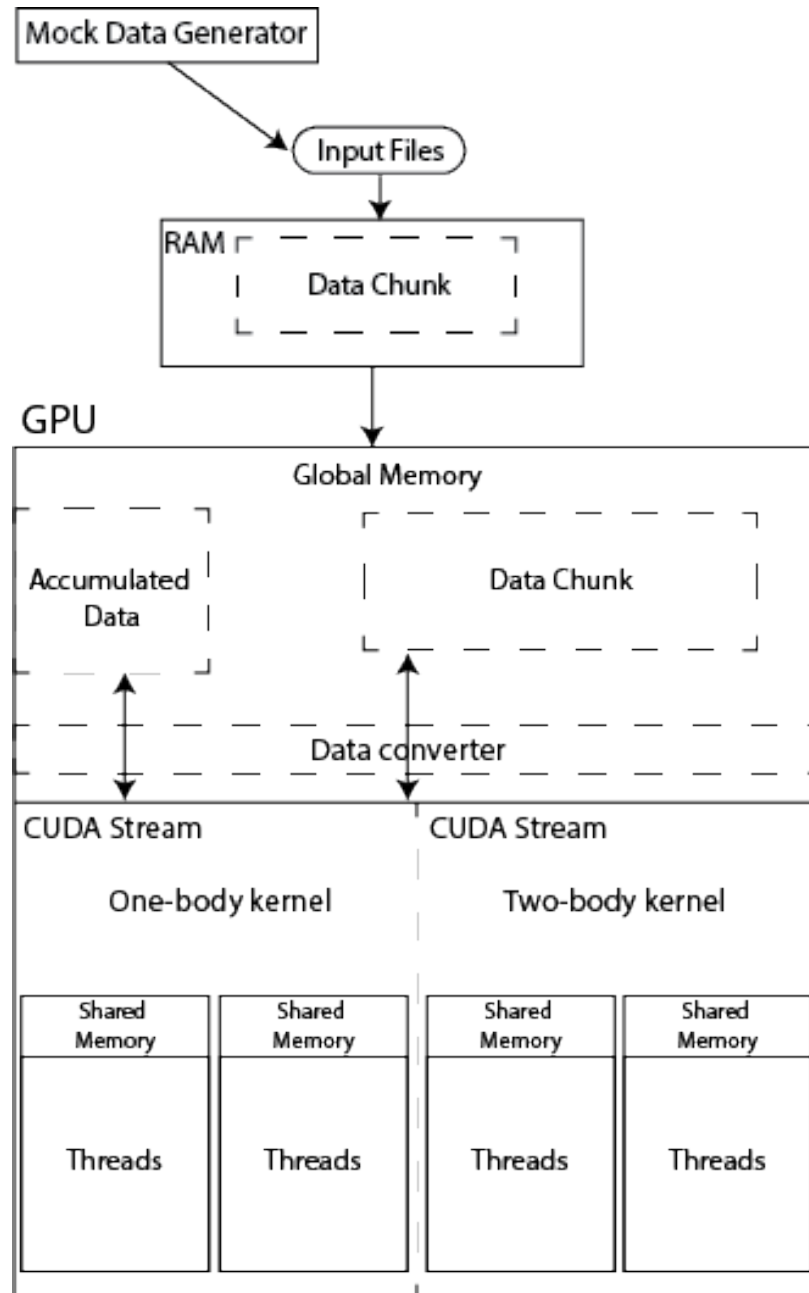 Mock Data Generator
Input Files
RAM
Data Chunk
GPU
Global Memory
Accumulated
Data
Data Chunk
Data converter
CUDA Stream
CUDA Stream
One-body kernel
Two-body kernel
Shared
Memory
Shared
Memory
Shared
Memory
Shared
Memory
Threads
Threads
Threads
Threads